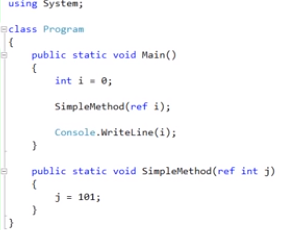 using System;
class Program
{
public static void Main()
{
int i = 0;
SimpleMethod(ref i);
Console.WriteLine(i);
}
public static void SimpleMethod(ref int j)
{
j = 101;
}
}